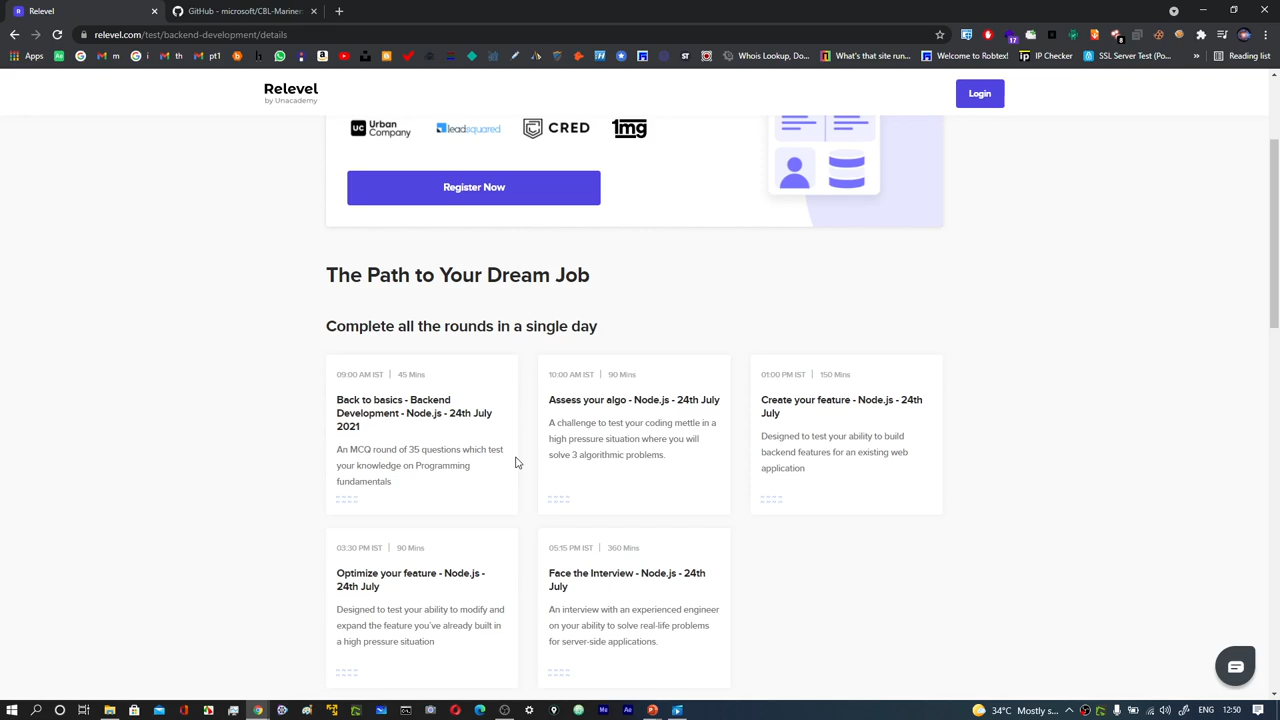 Relevel
GitHub - microsoft/CBL-Mariner
relevel.com/test/backend-development/details
17
Apps
th
pt1
Whois Lookup, Do...
What's that site run...
Welcome to Robtex!
IP Checker
SSL Server Test (Po...
Reading list
Relevel
by Unacademy
Login
UC Urban Company
leadsquared
CRED
1mg
Register Now
The Path to Your Dream Job
Complete all the rounds in a single day
09:00 AM IST | 45 Mins
Back to basics - Backend
Development - Node.js - 24th July
2021
An MCQ round of 35 questions which test
your knowledge on Programming
fundamentals
10:00 AM IST | 90 Mins
Assess your algo - Node.js - 24th July
A challenge to test your coding mettle in a
high pressure situation where you will
solve 3 algorithmic problems.
01:00 PM IST | 150 Mins
Create your feature - Node.js - 24th
July
Designed to test your ability to build
backend features for an existing web
application
03:30 PM IST | 90 Mins
Optimize your feature - Node.js -
24th July
Designed to test your ability to modify and
expand the feature you've already built in
a high pressure situation
05:15 PM IST | 360 Mins
Face the Interview - Node.js - 24th
July
An interview with an experienced engineer
on your ability to solve real-life problems
for server-side applications.
34°C Mostly s...
ENG
12:50